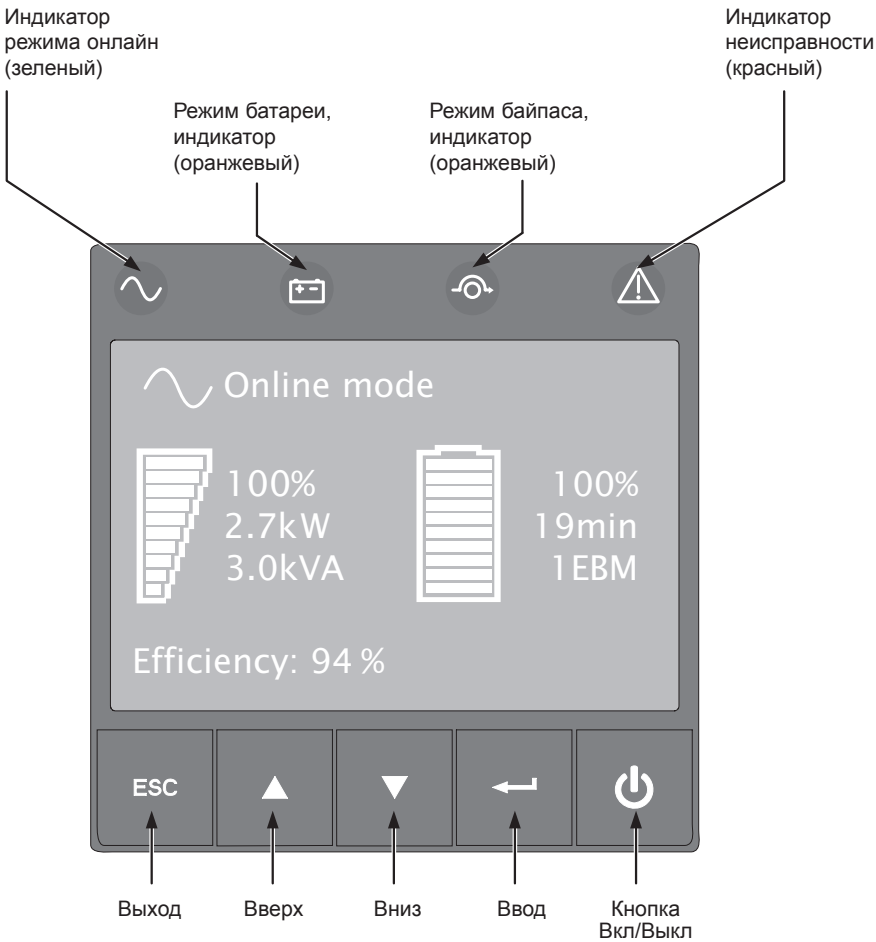 Индикатор
режима онлайн
(зеленый)
Индикатор
неисправности
(красный)
Режим батареи,
индикатор
(оранжевый)
Режим байпаса,
индикатор
(оранжевый)
Online mode
100%
2.7kW
3.0kVA
100%
19min
1EBM
Efficiency: 94 %
ESC
Выход
Вверх
Вниз
Ввод
Кнопка
Вкл/Выкл